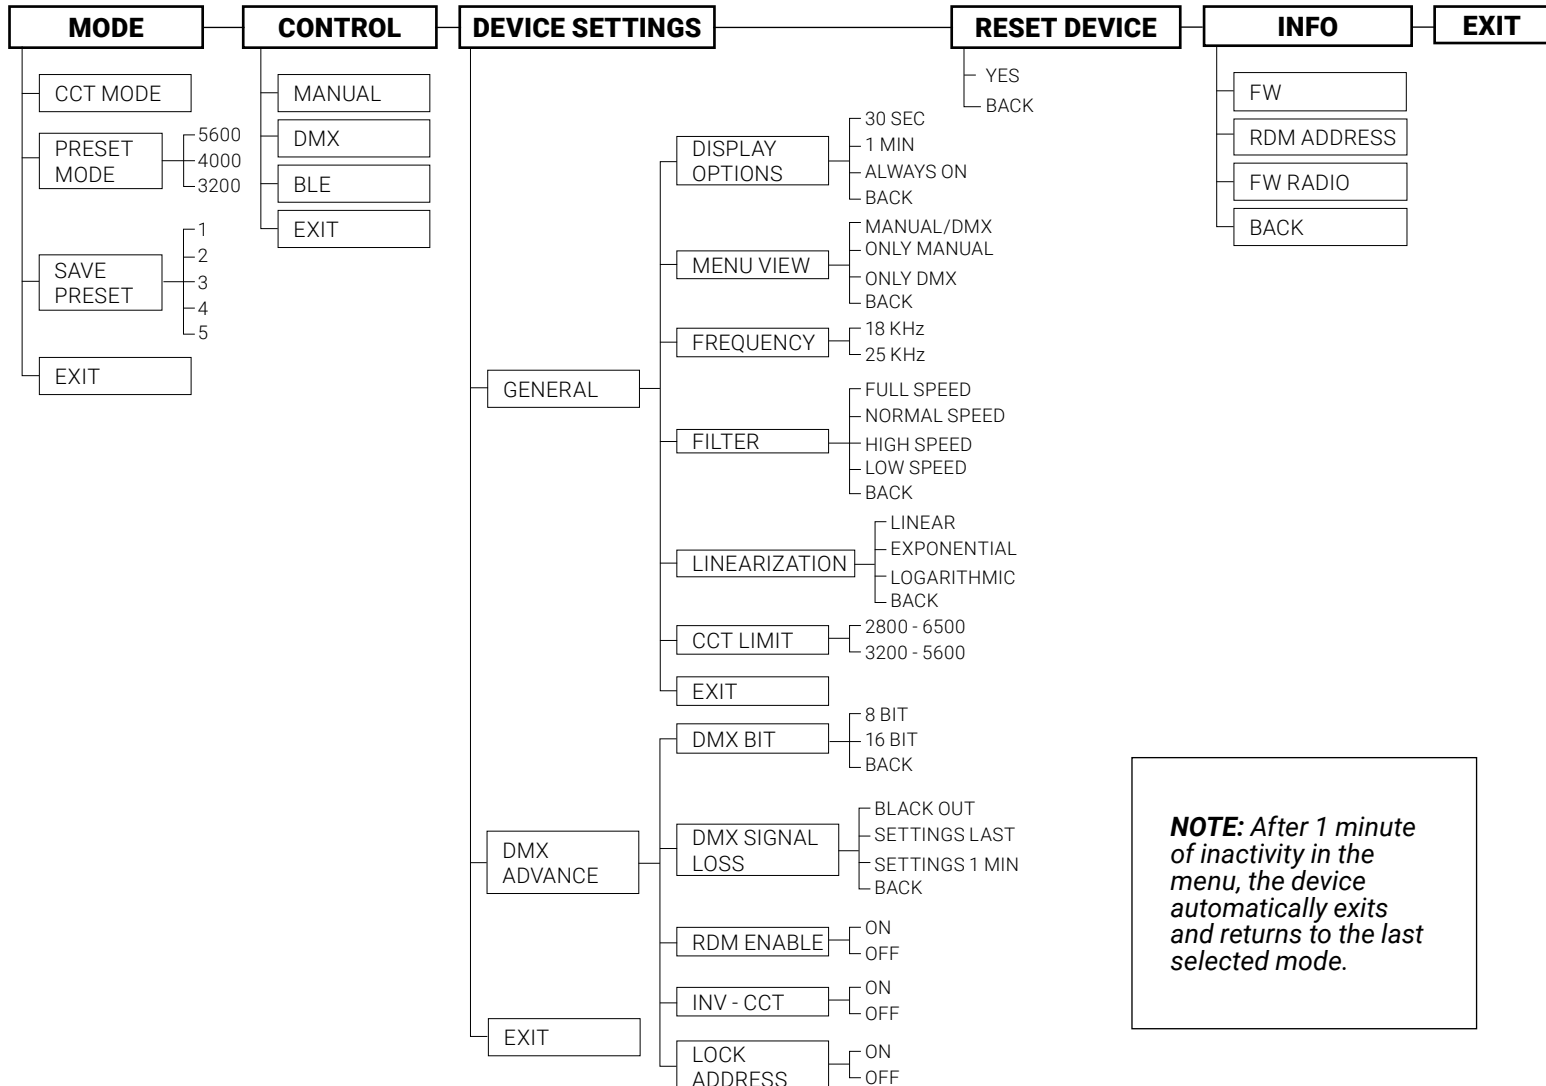 MODE
CONTROL
DEVICE SETTINGS
RESET DEVICE
INFO
EXIT
CCT MODE
PRESET
MODE
5600
4000
3200
SAVE
PRESET
1
2
3
4
5
EXIT
MANUAL
DMX
BLE
EXIT
GENERAL
DISPLAY
OPTIONS
30 SEC
1 MIN
ALWAYS ON
BACK
MENU VIEW
MANUAL/DMX
ONLY MANUAL
ONLY DMX
BACK
FREQUENCY
18 KHz
25 KHz
FILTER
FULL SPEED
NORMAL SPEED
HIGH SPEED
LOW SPEED
BACK
LINEARIZATION
LINEAR
EXPONENTIAL
LOGARITHMIC
BACK
CCT LIMIT
2800 - 6500
3200 - 5600
EXIT
DMX
ADVANCE
DMX BIT
8 BIT
16 BIT
BACK
DMX SIGNAL
LOSS
BLACK OUT
SETTINGS LAST
SETTINGS 1 MIN
BACK
RDM ENABLE
ON
OFF
INV - CCT
ON
OFF
LOCK
ADDRESS
ON
OFF
EXIT
YES
BACK
FW
RDM ADDRESS
FW RADIO
BACK
NOTE: After 1 minute
of inactivity in the
menu, the device
automatically exits
and returns to the last
selected mode.